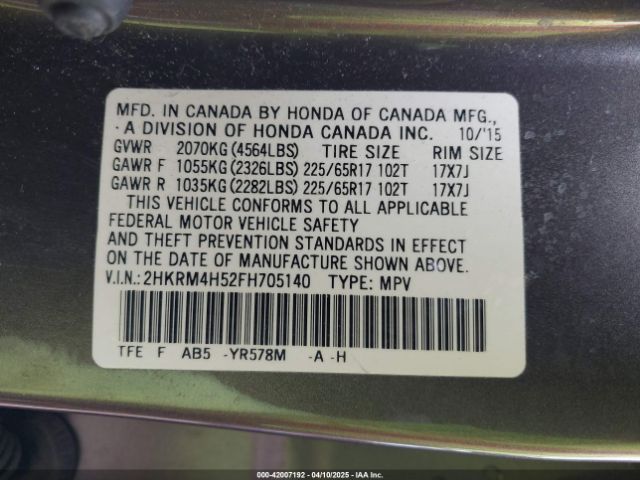 MFD. IN CANADA BY HONDA OF CANADA MFG.,
A DIVISION OF HONDA CANADA INC. 10/'15
GVWR 2070KG (4564LBS) TIRE SIZE RIM SIZE
GAWR F 1055KG (2326LBS) 225/65R17 102T 17X7J
GAWR R 1035KG (2282LBS) 225/65R17 102T 17X7J
THIS VEHICLE CONFORMS TO ALL APPLICABLE
FEDERAL MOTOR VEHICLE SAFETY
AND THEFT PREVENTION STANDARDS IN EFFECT
ON THE DATE OF MANUFACTURE SHOWN ABOVE.
V.I.N.: 2HKRM4H52FH705140 TYPE: MPV
TFE F AB5 -YR578M -A -H
000-42007192 - 04/10/2025 - IAA Inc.